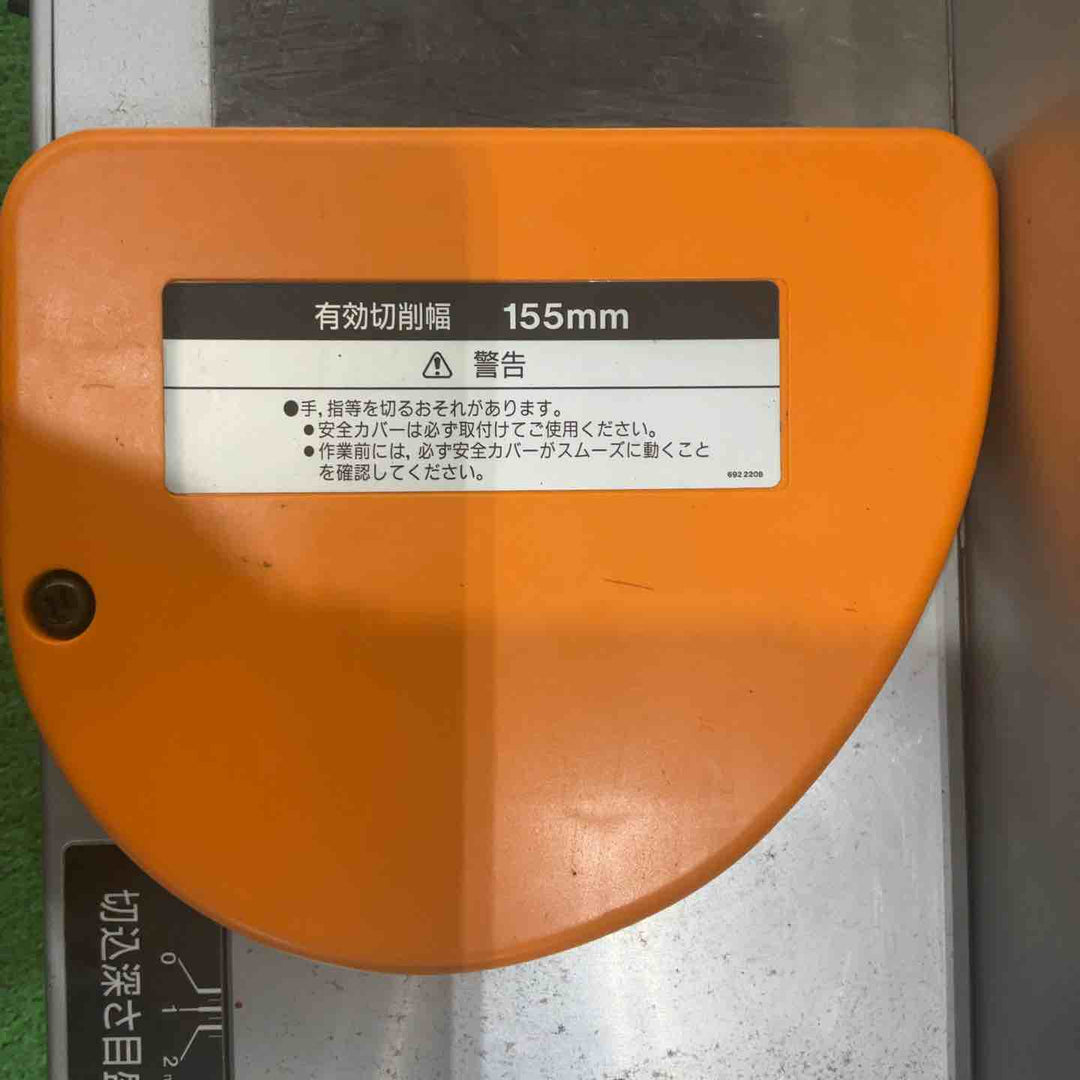 有効切削幅 155mm
警告
●手,指等を切るおそれがあります。
●安全カバーは必ず取付けてご使用ください。
●作業前には,必ず安全カバーがスムーズに動くこと
を確認してください。
692 220B
切込深さ目
0
1
2